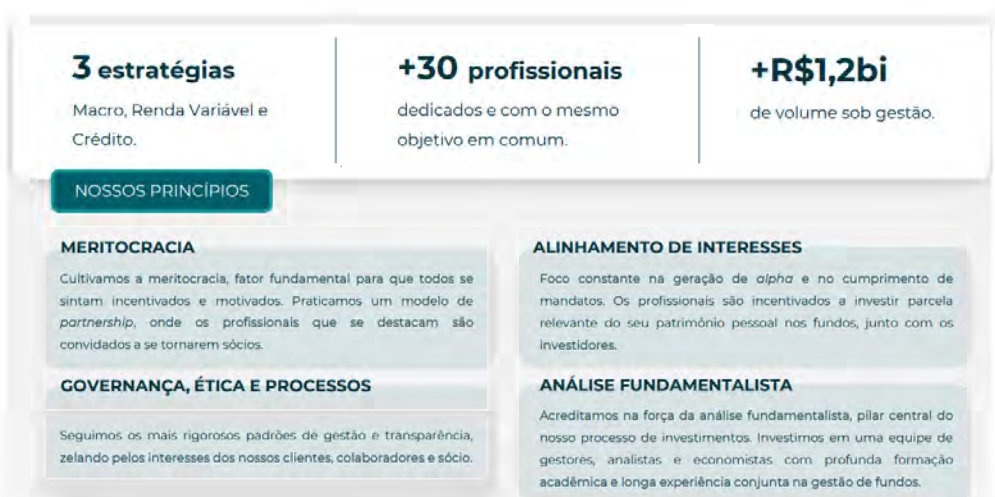 3 estratégias
Macro, Renda Variável e
Crédito.
+30 profissionais
dedicados e com o mesmo
objetivo em comum.
+R$1,2bi
de volume sob gestão.
NOSSOS PRINCÍPIOS
MERITOCRACIA
Cultivamos a meritocracia, fator fundamental para que todos se
sintam incentivados e motivados. Praticamos um modelo de
partnership, onde os profissionais que se destacam são
convidados a se tornarem sócios.
ALINHAMENTO DE INTERESSES
Foco constante na geração de alpha e no cumprimento de
mandatos. Os profissionais são incentivados a investir parcela
relevante do seu patrimônio pessoal nos fundos, junto com os
investidores.
GOVERNANÇA, ÉTICA E PROCESSOS
Seguimos os mais rigorosos padrões de gestão e transparência,
zelando pelos interesses dos nossos clientes, colaboradores e sócio.
ANÁLISE FUNDAMENTALISTA
Acreditamos na força da análise fundamentalista, pilar central do
nosso processo de investimentos. Investimos em uma equipe de
gestores, analistas e economistas com profunda formação
acadêmica e longa experiência conjunta na gestão de fundos.